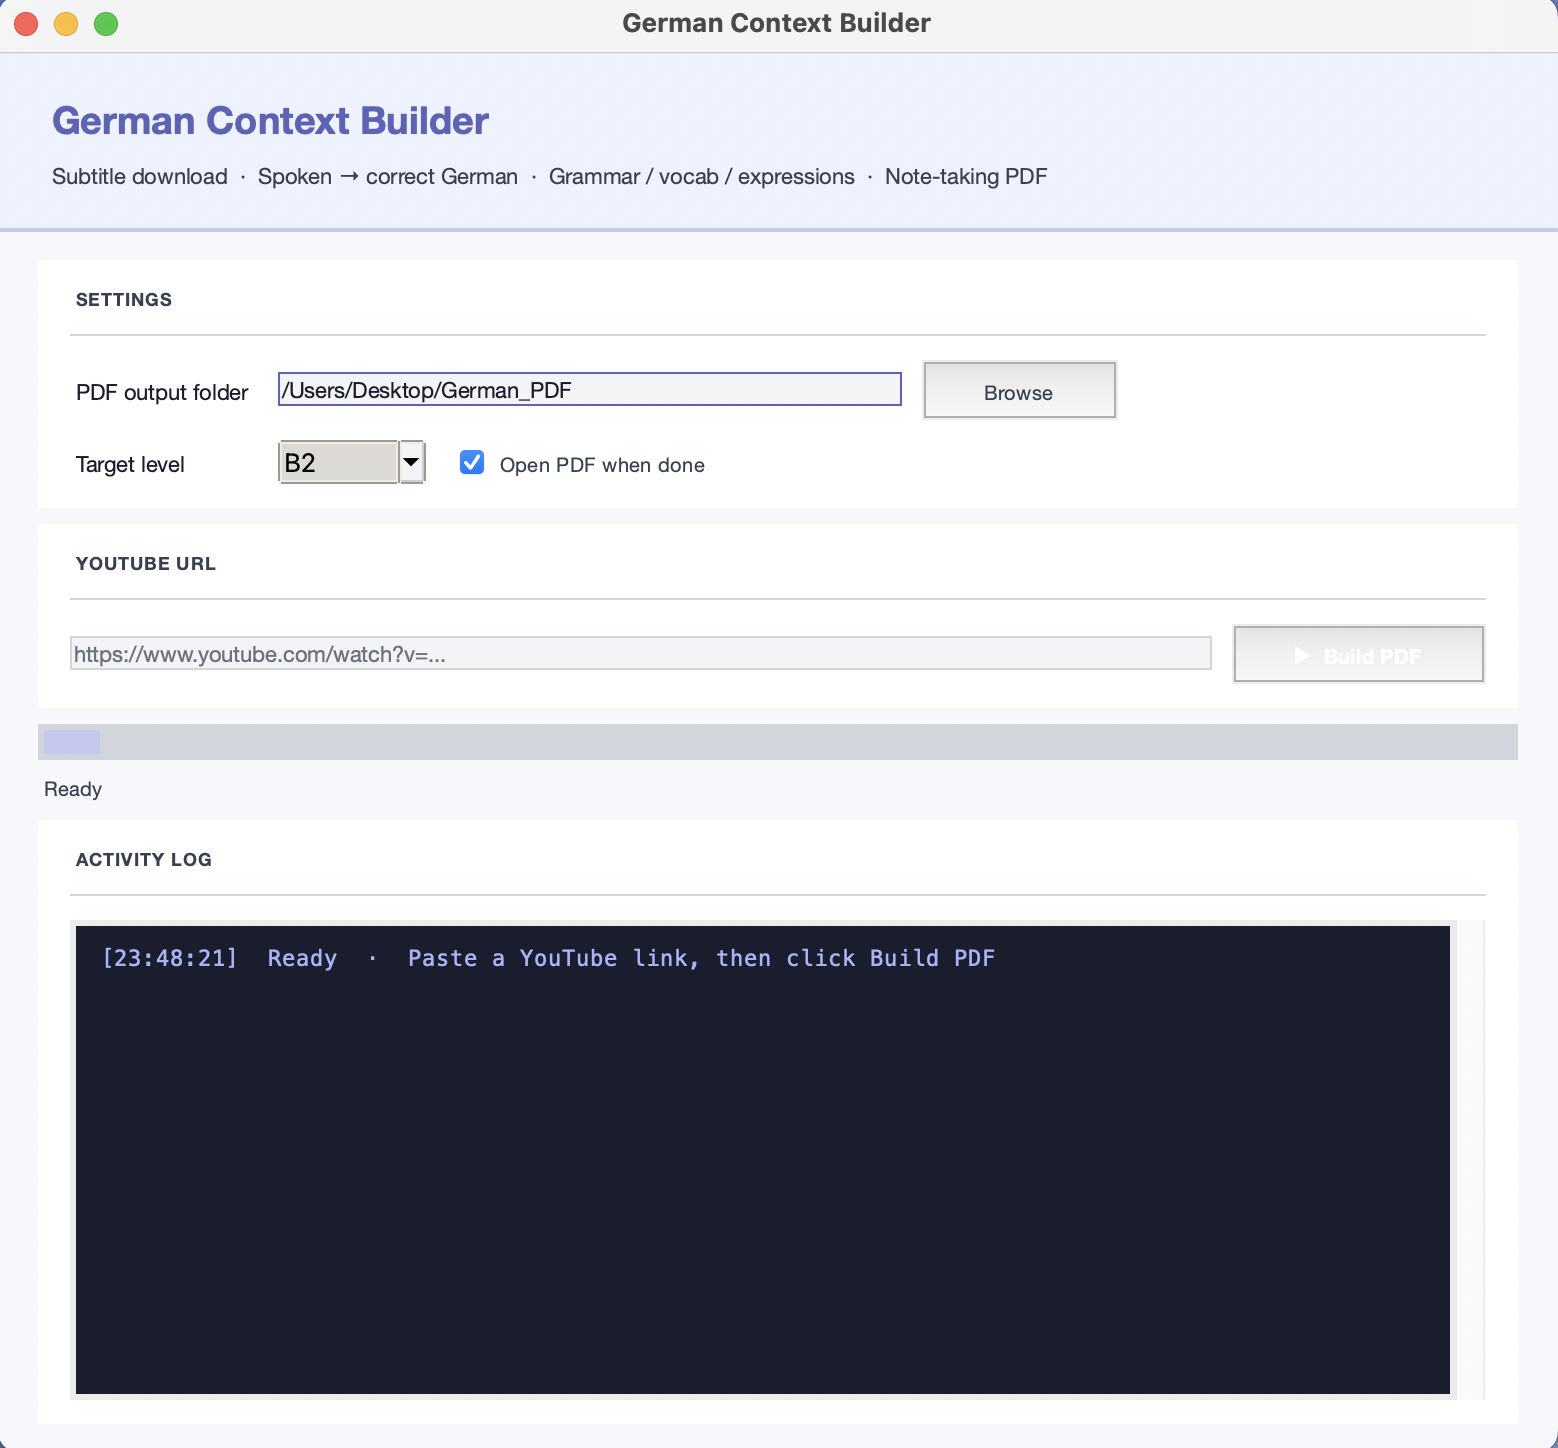 German Context Builder
German Context Builder
Subtitle download · Spoken → correct German · Grammar / vocab / expressions · Note-taking PDF
SETTINGS
PDF output folder /Users/Desktop/German_PDF Browse
Target level B2 Open PDF when done
YOUTUBE URL
https://www.youtube.com/watch?v=... ▶ Build PDF
Ready
ACTIVITY LOG
[23:48:21] Ready · Paste a YouTube link, then click Build PDF